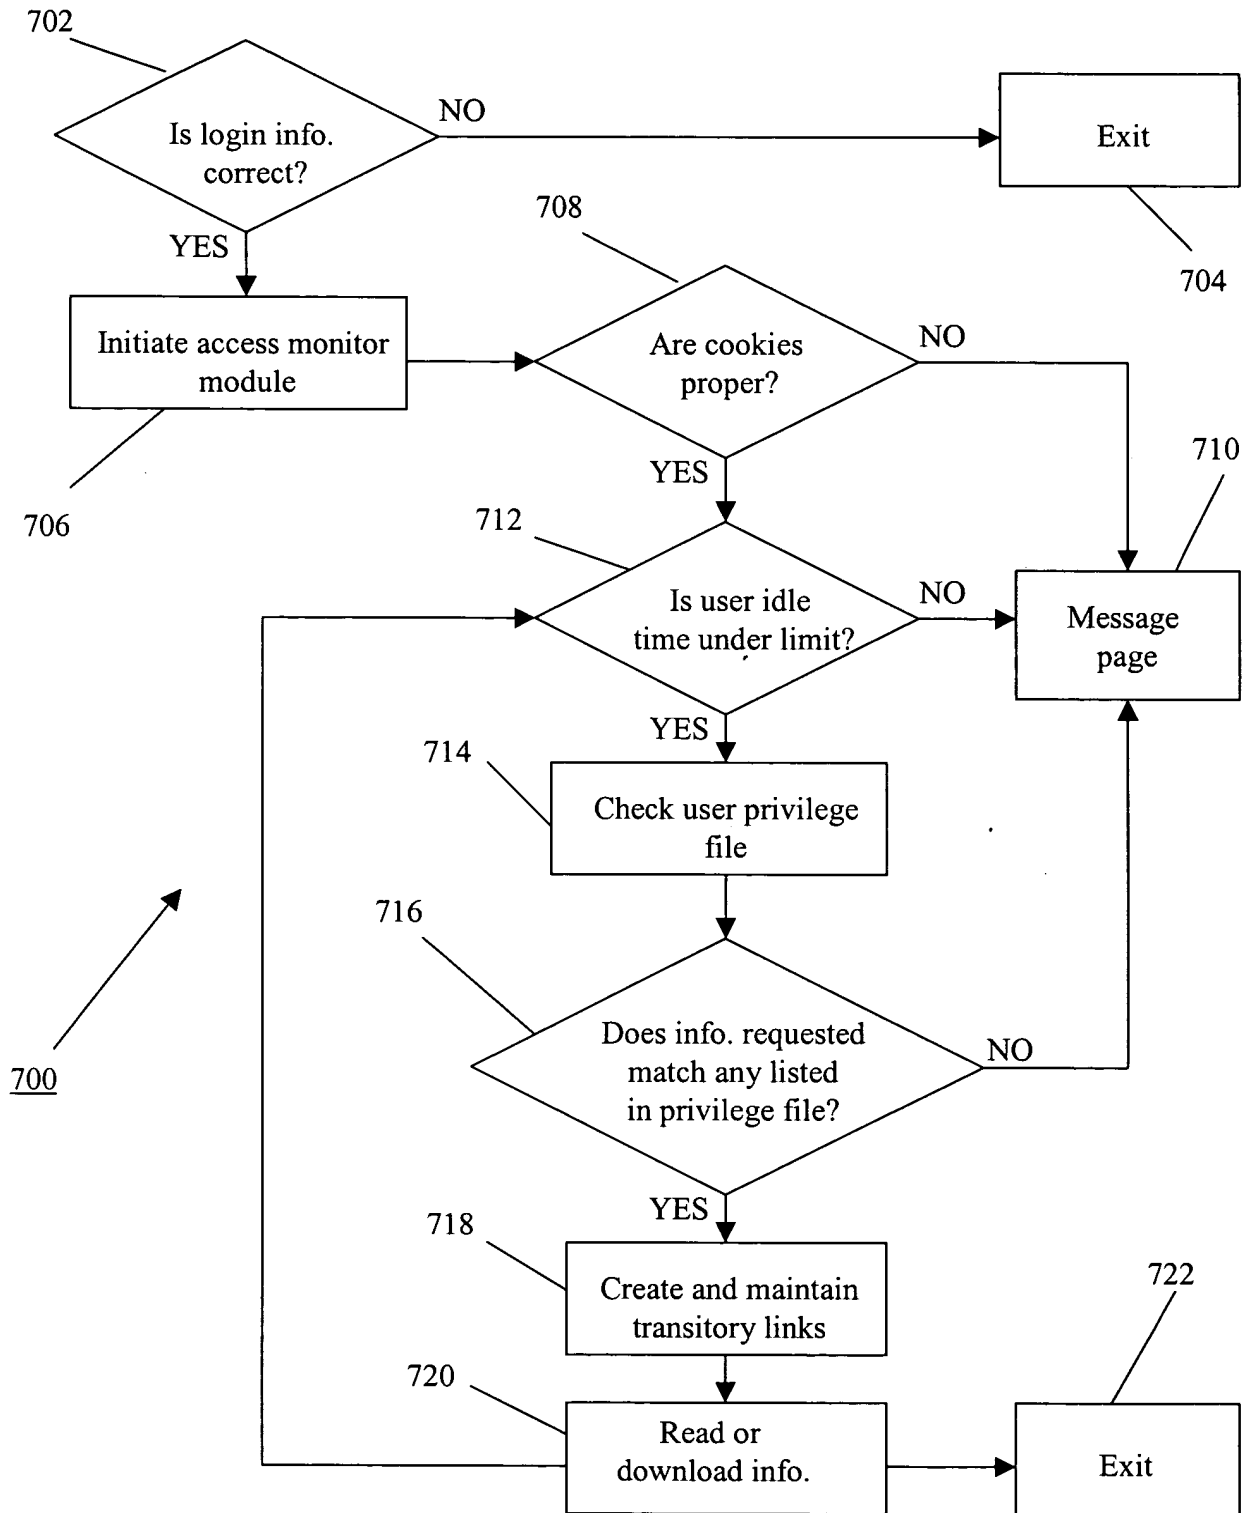 702
NO
Is login info.
correct?
Exit
YES
708
704
Initiate access monitor
module
Are cookies
proper?
NO
706
YES
710
712
Is user idle
time under limit?
NO
Message
page
YES
714
Check user privilege
file
716
Does info. requested
match any listed
in privilege file?
NO
700
YES
718
Create and maintain
transitory links
722
720
Read or
download info.
Exit